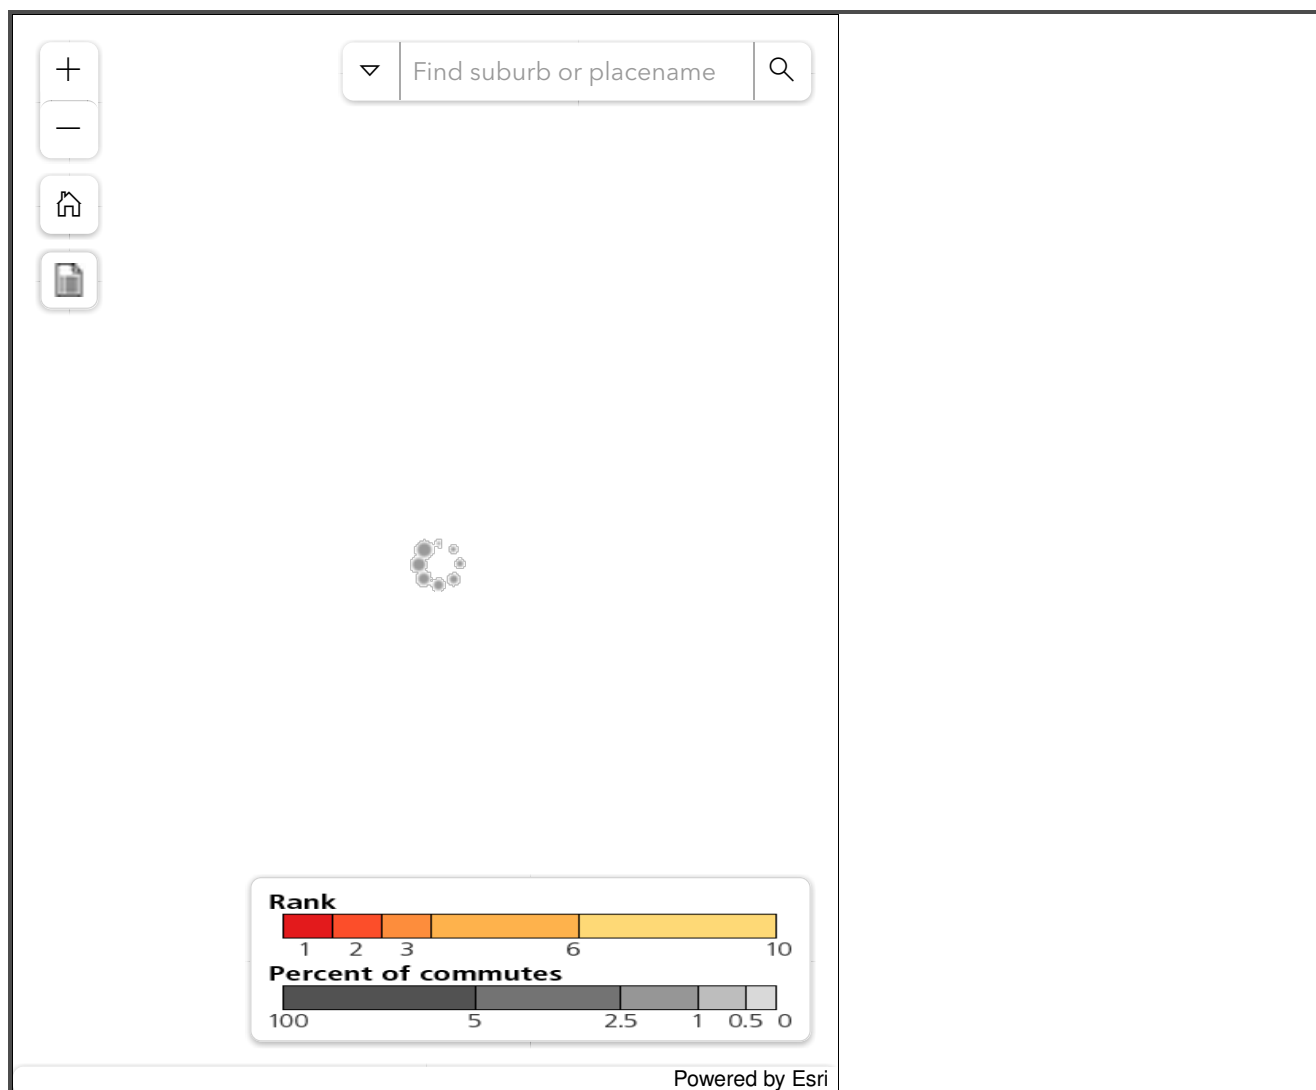 Find suburb or placename
Rank
1 2 3 6 10
Percent of commutes
100 5 2.5 1 0.5 0
Powered by Esri